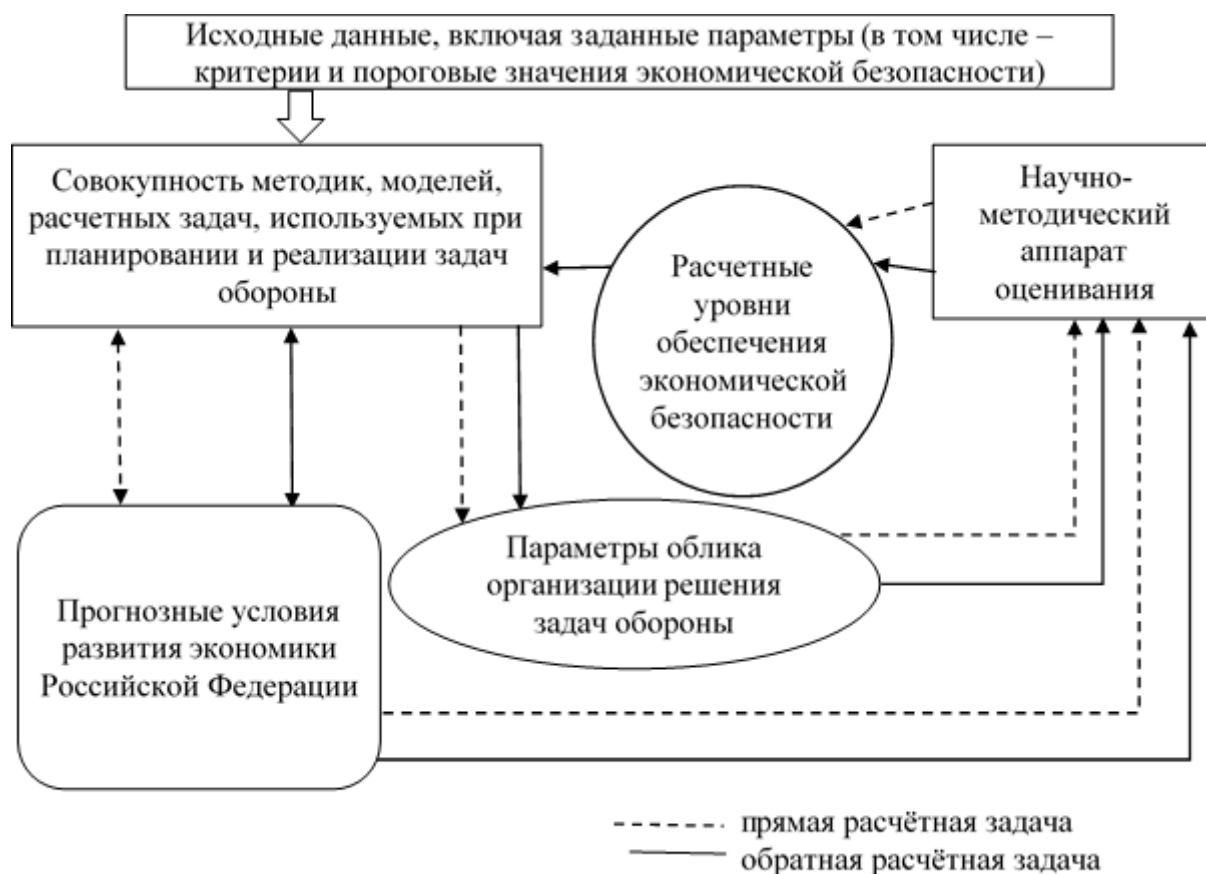 Исходные данные, включая заданные параметры (в том числе –
критерии и пороговые значения экономической безопасности)
Совокупность методик, моделей,
расчетных задач, используемых при
планировании и реализации задач
обороны
Научно-
методический
аппарат
оценивания
Расчетные
уровни
обеспечения
экономической
безопасности
Параметры облика
организации решения
задач обороны
Прогнозные условия
развития экономики
Российской Федерации
прямая расчётная задача
обратная расчётная задача